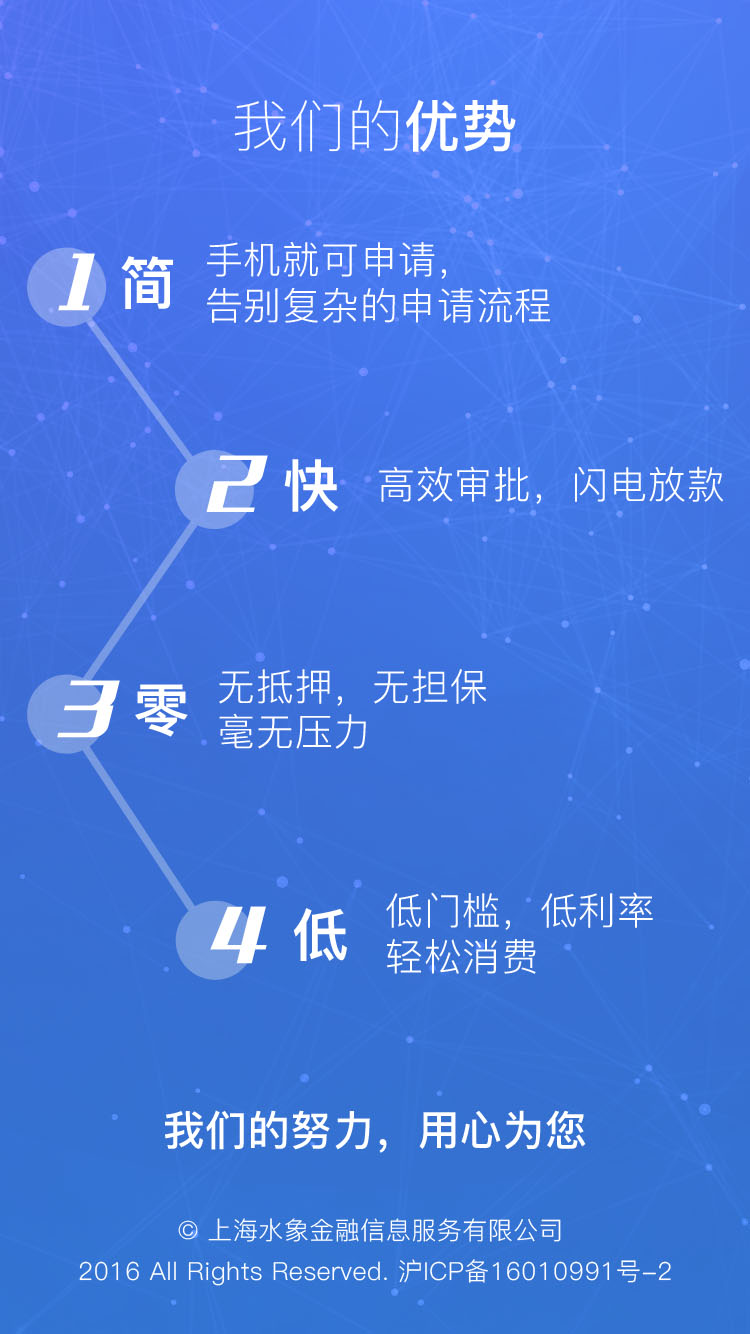 我们的优势
1 简 手机就可申请，
告别复杂的申请流程
2 快 高效审批，闪电放款
3 零 无抵押，无担保
毫无压力
4 低 低门槛，低利率
轻松消费
我们的努力，用心为您
© 上海水象金融信息服务有限公司
2016 All Rights Reserved. 沪ICP备16010991号-2